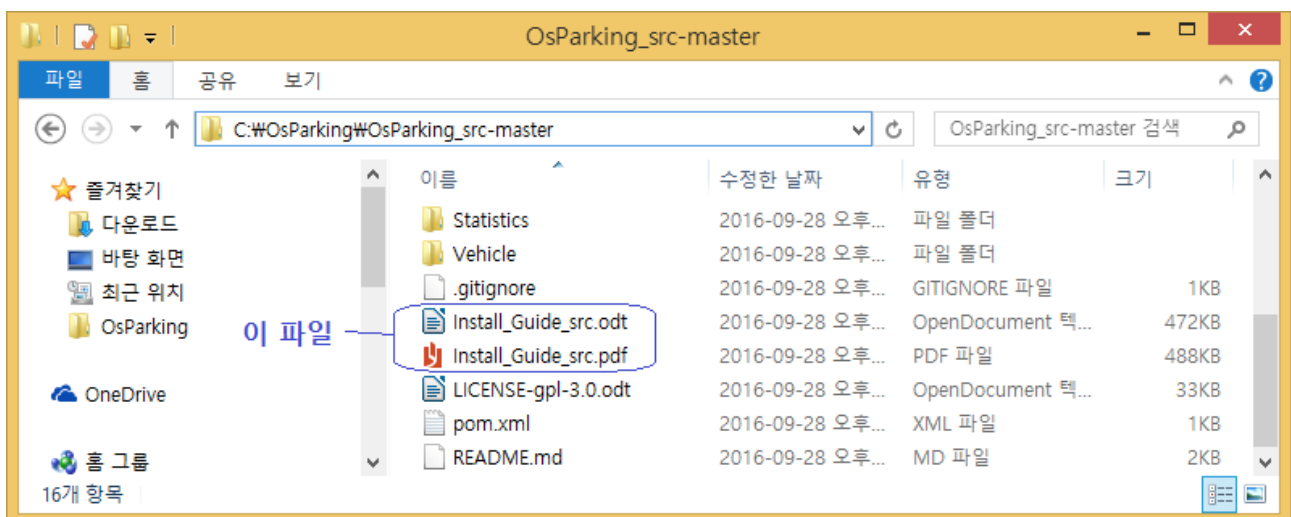 OsParking_src-master
파일 홈 공유 보기
C:₩OsParking₩OsParking_src-master OsParking_src-master 검색
즐겨찾기
다운로드
바탕 화면
최근 위치
OsParking
OneDrive
홈 그룹
이 파일
이름 수정한 날짜 유형 크기
Statistics 2016-09-28 오후... 파일 폴더
Vehicle 2016-09-28 오후... 파일 폴더
.gitignore 2016-09-28 오후... GITIGNORE 파일 1KB
Install_Guide_src.odt 2016-09-28 오후... OpenDocument 텍... 472KB
Install_Guide_src.pdf 2016-09-28 오후... PDF 파일 488KB
LICENSE-gpl-3.0.odt 2016-09-28 오후... OpenDocument 텍... 33KB
pom.xml 2016-09-28 오후... XML 파일 1KB
README.md 2016-09-28 오후... MD 파일 2KB
16개 항목